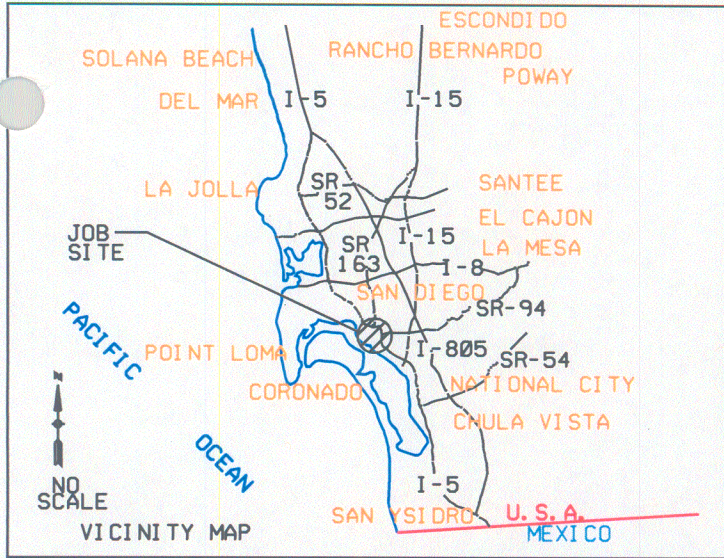 ESCONDIDO
SOLANA BEACH
RANCHO BERNARDO
POWAY
DEL MAR
I-5
I-15
LA JOLLA
SR
52
SANTEE
EL CAJON
JOB
SITE
SR
163
I-15
LA MESA
I-8
SAN DIEGO
SR-94
PACIFIC
POINT LOMA
I-805
SR-54
CORONADO
NATIONAL CITY
CHULA VISTA
OCEAN
N
NO
SCALE
I-5
SAN YSIDRO
U.S.A.
VICINITY MAP
MEXICO